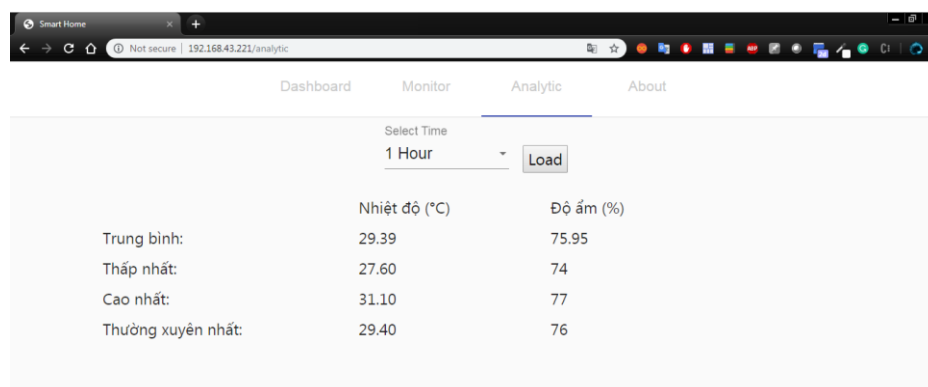 Smart Home
Not secure | 192.168.43.221/analytic
Dashboard Monitor Analytic About
Select Time
1 Hour Load
Nhiệt độ (°C) Độ ẩm (%)
Trung bình: 29.39 75.95
Thấp nhất: 27.60 74
Cao nhất: 31.10 77
Thường xuyên nhất: 29.40 76